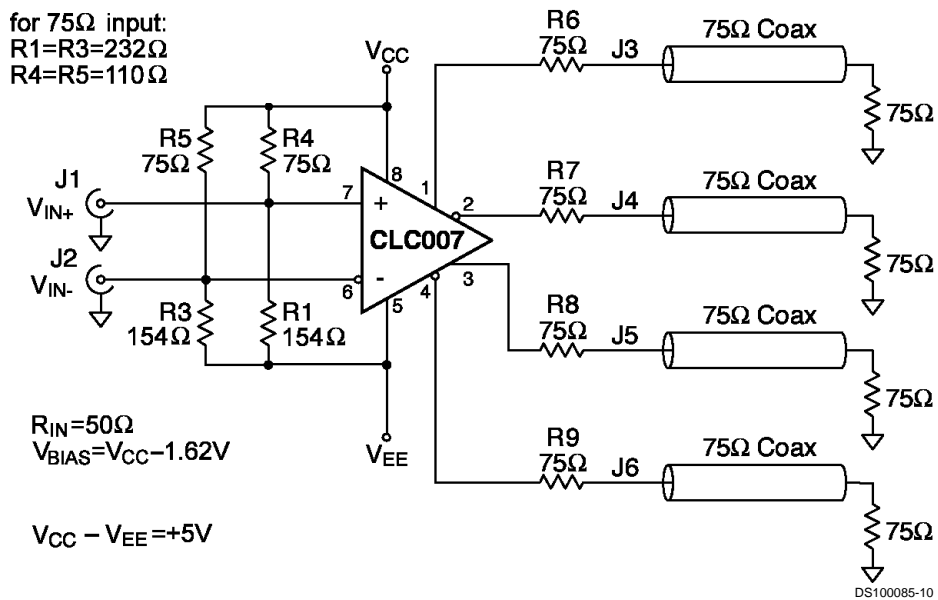 for 75Ω input:
R1=R3=232Ω
R4=R5=110Ω
VCC
R6
75Ω
J3
75Ω Coax
75Ω
R5
75Ω
R4
75Ω
8
1
J1
VIN+
7
+
2
R7
75Ω
J4
75Ω Coax
75Ω
CLC007
J2
VIN-
6
-
5
4
3
R3
154Ω
R1
154Ω
R8
75Ω
J5
75Ω Coax
75Ω
RIN=50Ω
VBIAS=VCC–1.62V
VEE
R9
75Ω
J6
75Ω Coax
75Ω
VCC – VEE=+5V
DS100085-10